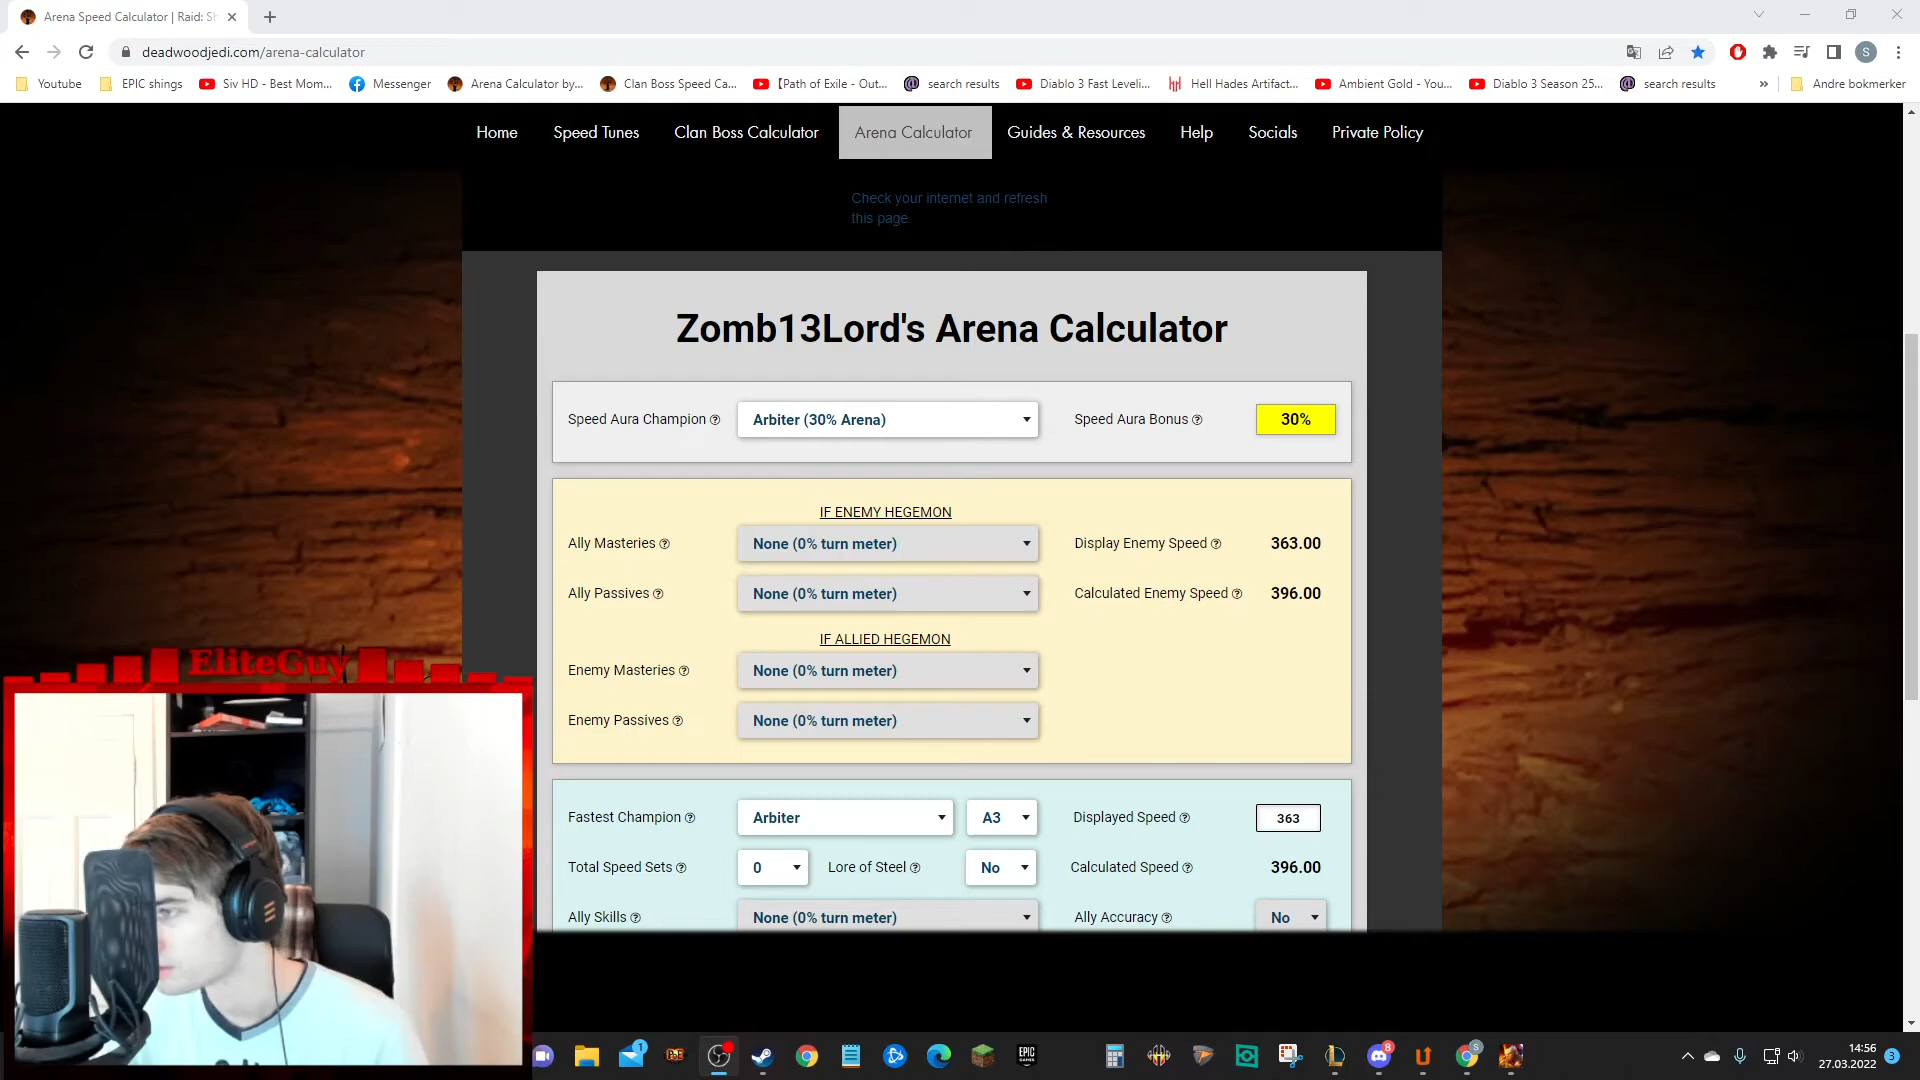 Arena Speed Calculator | Raid: Sh
deadwoodjedi.com/arena-calculator
S
Youtube
EPIC shings
Siv HD - Best Mom...
Messenger
Arena Calculator by...
Clan Boss Speed Ca...
【Path of Exile - Out...
search results
Diablo 3 Fast Leveli...
Hell Hades Artifact...
Ambient Gold - You...
Diablo 3 Season 25...
search results
»
Andre bokmerker
Home
Speed Tunes
Clan Boss Calculator
Arena Calculator
Guides & Resources
Help
Socials
Private Policy
Check your internet and refresh
this page.
Zomb13Lord's Arena Calculator
Speed Aura Champion
Arbiter (30% Arena)
Speed Aura Bonus
30%
IF ENEMY HEGEMON
Ally Masteries
None (0% turn meter)
Display Enemy Speed
363.00
Ally Passives
None (0% turn meter)
Calculated Enemy Speed
396.00
IF ALLIED HEGEMON
Enemy Masteries
None (0% turn meter)
Enemy Passives
None (0% turn meter)
Fastest Champion
Arbiter
A3
Displayed Speed
363
Total Speed Sets
0
Lore of Steel
No
Calculated Speed
396.00
Ally Skills
None (0% turn meter)
Ally Accuracy
No
EliteGuy
EPIC
GAMES
1
8
S
14:56
27.03.2022
3